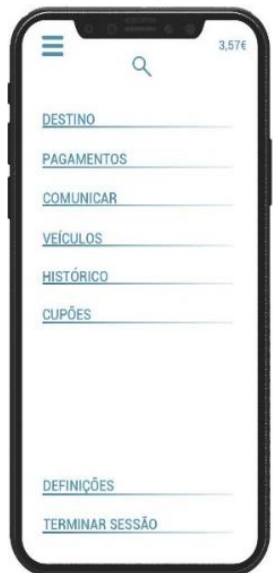 3,57€
DESTINO
PAGAMENTOS
COMUNICAR
VEÍCULOS
HISTÓRICO
CUPÕES
DEFINIÇÕES
TERMINAR SESSÃO